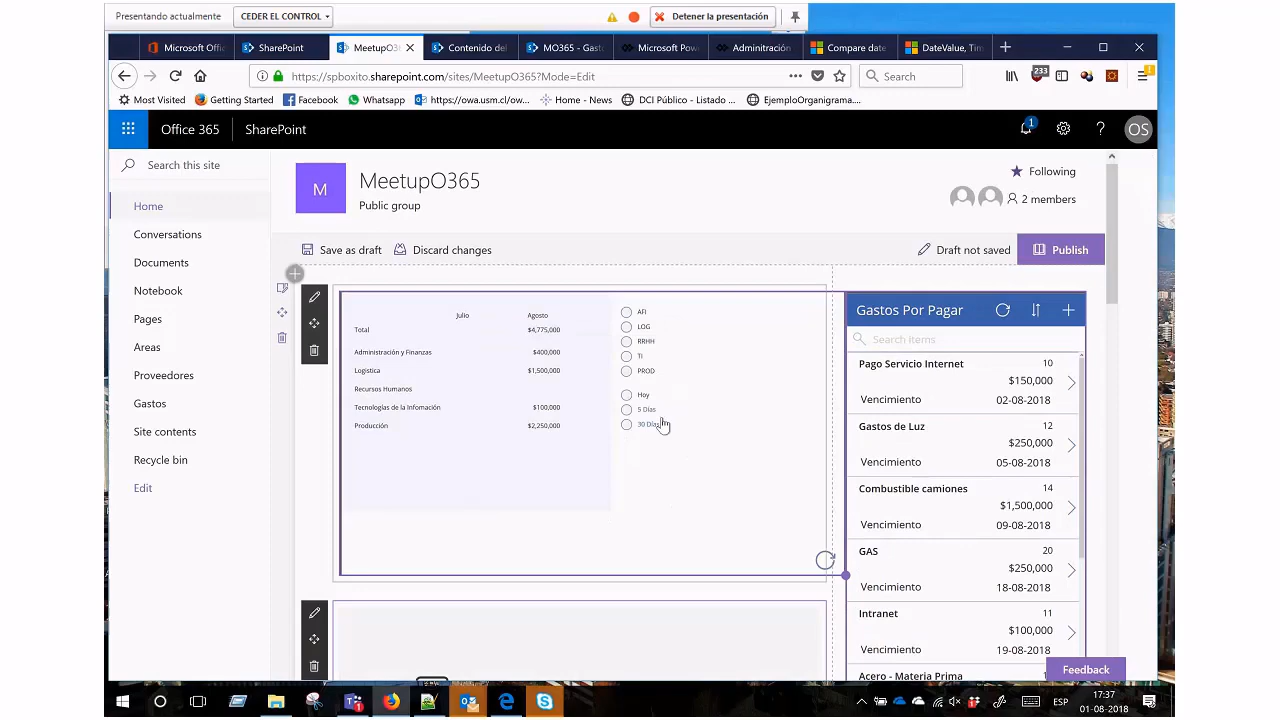 Presentando actualmente CEDER EL CONTROL Detener la presentación
Microsoft Offi SharePoint MeetupO3 Contenido del MO365 - Gast Microsoft Pow Adminitración Compare date DateValue, Tim
https://spboxito.sharepoint.com/sites/MeetupO365?Mode=Edit Search 233 1
Most Visited Getting Started Facebook Whatsapp https://owa.usm.cl/ow... Home - News DCI Público - Listado ... EjemploOrganigrama....
Office 365 SharePoint 1 ? OS
Search this site
Home
Conversations
Documents
Notebook
Pages
Areas
Proveedores
Gastos
Site contents
Recycle bin
Edit
M MeetupO365
Public group
Following
2 members
Save as draft Discard changes Draft not saved Publish
Julio Agosto
Total $4,775,000
Administración y Finanzas $400,000
Logistica $1,500,000
Recursos Humanos
Tecnologías de la Infomación $100,000
Producción $2,250,000
AFI
LOG
RRHH
TI
PROD
Hoy
5 Días
30 Días
Gastos Por Pagar
Search items
Pago Servicio Internet 10
$150,000
Vencimiento 02-08-2018
Gastos de Luz 12
$250,000
Vencimiento 05-08-2018
Combustible camiones 14
$1,500,000
Vencimiento 09-08-2018
GAS 20
$250,000
Vencimiento 18-08-2018
Intranet 11
$100,000
Vencimiento 19-08-2018
Acero - Materia Prima
Feedback
ESP 17:37
01-08-2018